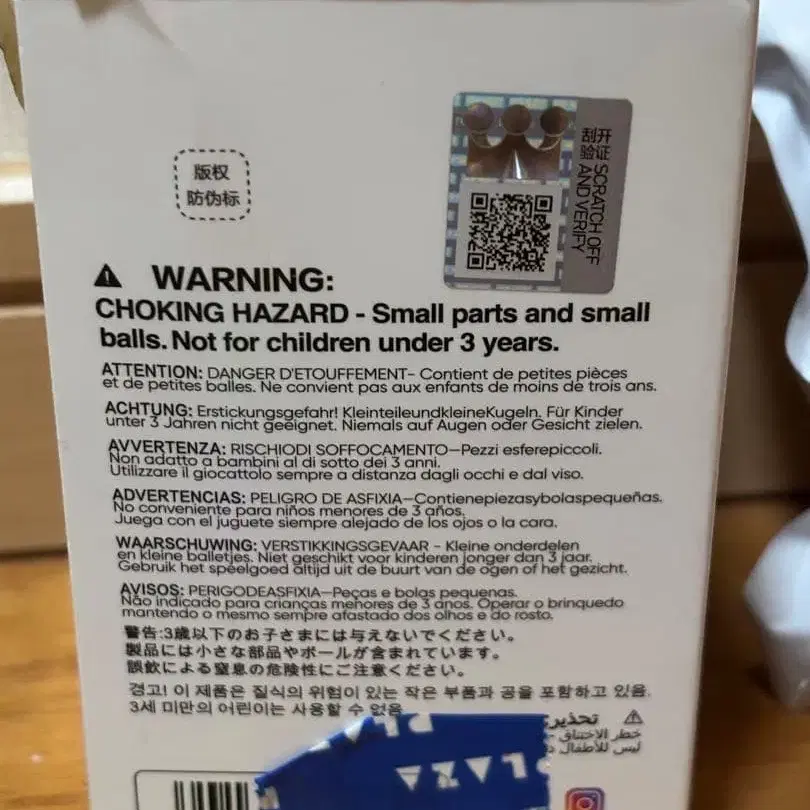 版权
防伪标
刮开
验证 SCRATCH OFF
AND VERIFY
WARNING:
CHOKING HAZARD - Small parts and small
balls. Not for children under 3 years.
ATTENTION: DANGER D'ETOUFFEMENT- Contient de petites pièces
et de petites balles. Ne convient pas aux enfants de moins de trois ans.
ACHTUNG: Erstickungsgefahr! KleinteileundkleineKugeln. Für Kinder
unter 3 Jahren nicht geeignet. Niemals auf Augen oder Gesicht zielen.
AVVERTENZA: RISCHIODI SOFFOCAMENTO—Pezzi esferepiccoli.
Non adatto a bambini al di sotto dei 3 anni.
Utilizzare il giocattolo sempre a distanza dagli occhi e dal viso.
ADVERTENCIAS: PELIGRO DE ASFIXIA—Contienepiezasybolaspequeñas.
No conveniente para niños menores de 3 años.
Juega con el juguete siempre alejado de los ojos o la cara.
WAARSCHUWING: VERSTIKKINGSGEVAAR - Kleine onderdelen
en kleine balletjes. Niet geschikt voor kinderen jonger dan 3 jaar.
Gebruik het speelgoed altijd uit de buurt van de ogen of het gezicht.
AVISOS: PERIGODEASFIXIA—Peças e bolas pequenas.
Não indicado para crianças menores de 3 anos. Operar o brinquedo
mantendo o mesmo sempre afastado dos olhos e do rosto.
警告:3歳以下のお子さまには与えないでください。
製品には小さな部品やボールが含まれています。
誤飲による窒息の危険性にご注意ください。
경고! 이 제품은 질식의 위험이 있는 작은 부품과 공을 포함하고 있음.
3세 미만의 어린이는 사용할 수 없음
تحذير:
خطر الاختناق -
ليس للأطفال
PL
PLAZA